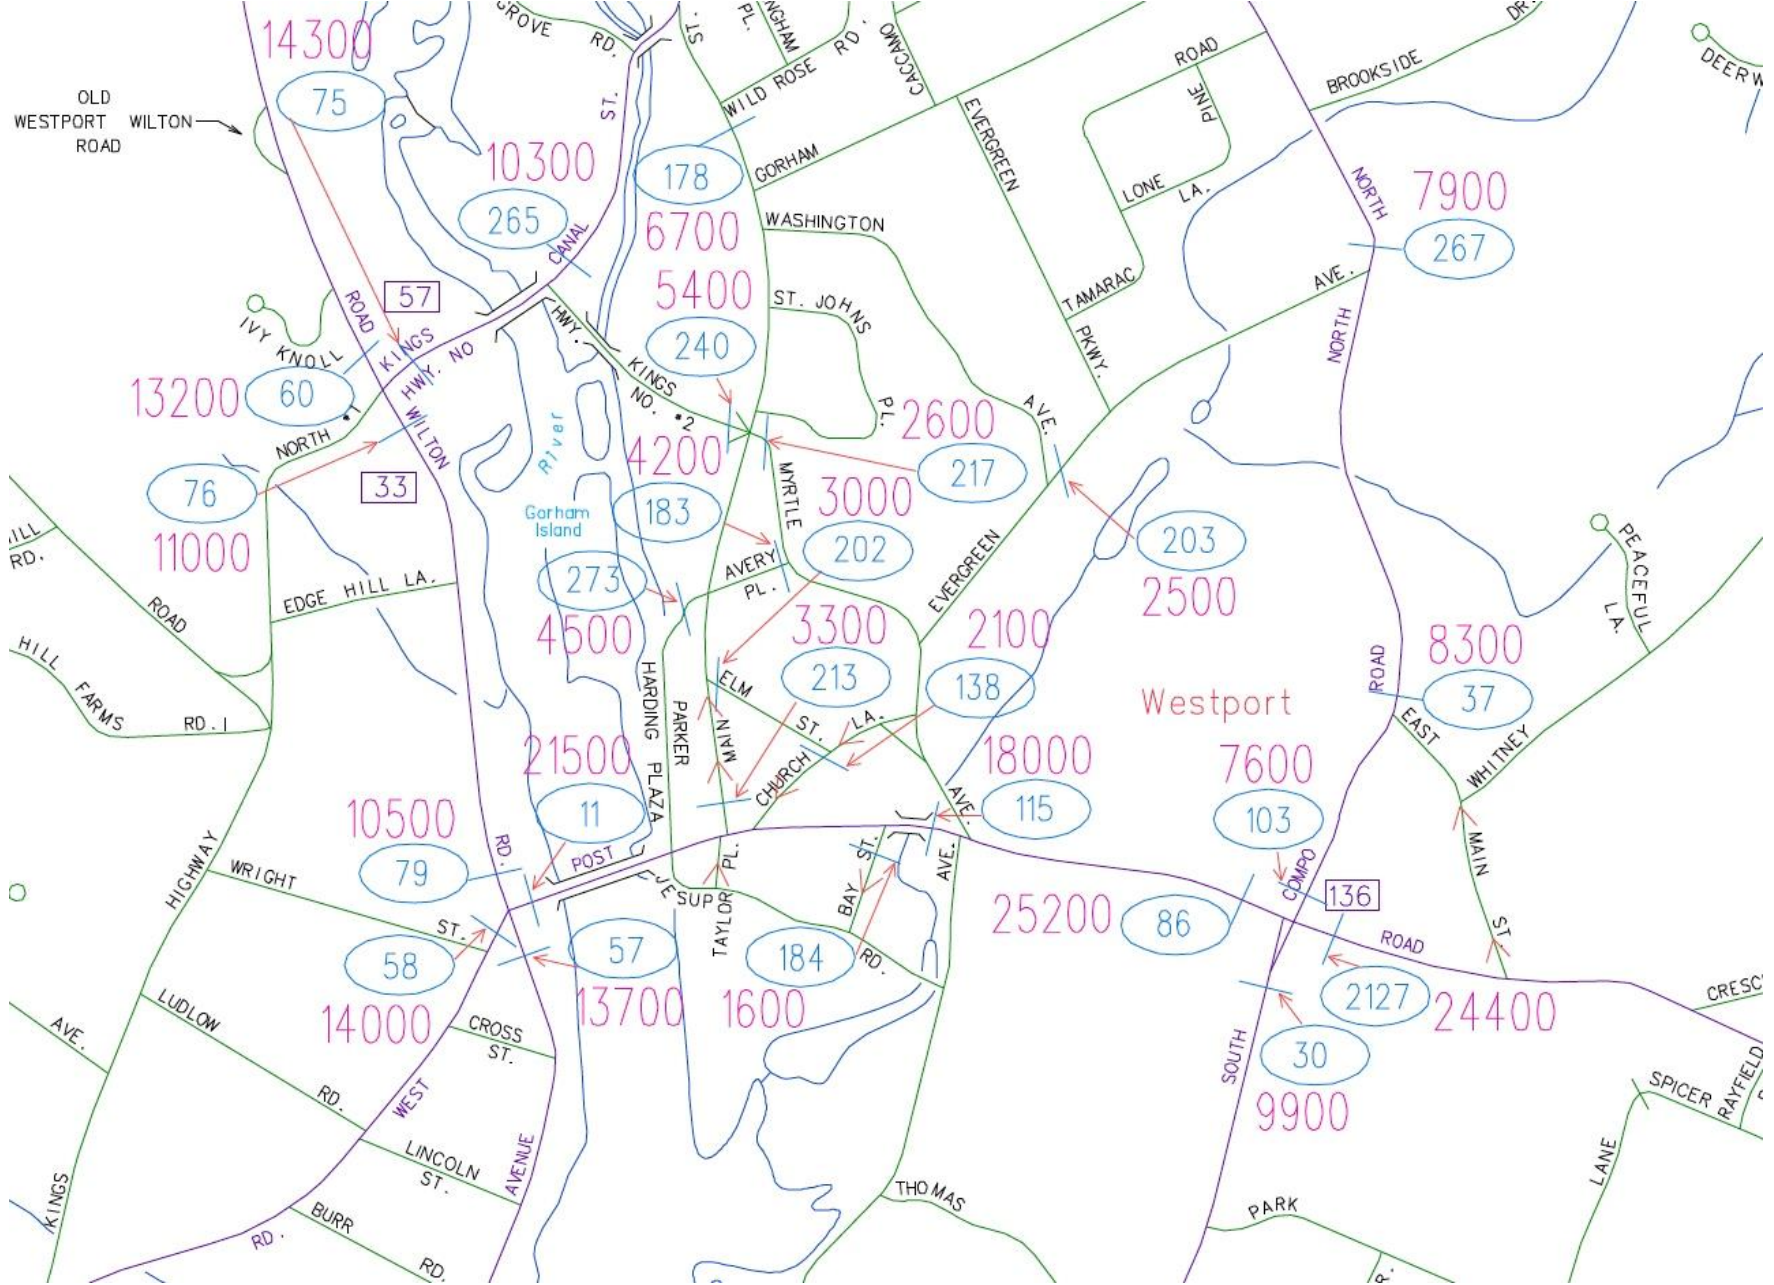 GROVE RD.
ST.
PL.
RD.
CACCAMO
ROAD
DR.
14300
75
OLD
WESTPORT WILTON
ROAD
ST.
WILD ROSE
PINE
BROOKSIDE
10300
265
CANAL
178
6700
GORHAM
EVERGREEN
LONE
LA.
NORTH
7900
267
WASHINGTON
5400
240
ST. JOHNS
PL.
TAMARAC
AVE.
PKWY.
NORTH
ROAD
57
IVY KNOLL
KINGS
HWY. NO
HWY.
KINGS
NO. *2
13200
60
NORTH *1
WILTON
River
AVE.
2600
217
76
11000
33
4200
183
MYRTLE
3000
202
203
2500
Gorham
Island
273
4500
AVERY
PL.
EVERGREEN
PEACEFUL
LA.
HILL
RD.
EDGE HILL LA.
ROAD
3300
213
2100
138
8300
37
ROAD
HILL
FARMS
RD. I
HARDING PLAZA
PARKER
ELM
ST.
MAIN
CHURCH
LA.
Westport
EAST
WHITNEY
21500
11
18000
115
AVE.
7600
103
10500
79
RD.
POST
HIGHWAY
WRIGHT
ST.
JESUP
PL.
TAYLOR
BAY
ST.
AVE.
COMPO
136
MAIN
ST.
25200
86
ROAD
58
14000
57
13700
184
1600
RD.
2127
24400
CRESC
30
9900
SOUTH
AVE.
LUDLOW
RD.
CROSS
ST.
WEST
LINCOLN
ST.
AVENUE
KINGS
RD.
BURR
RD.
THOMAS
PARK
LANE
SPICER
RAYFIELD